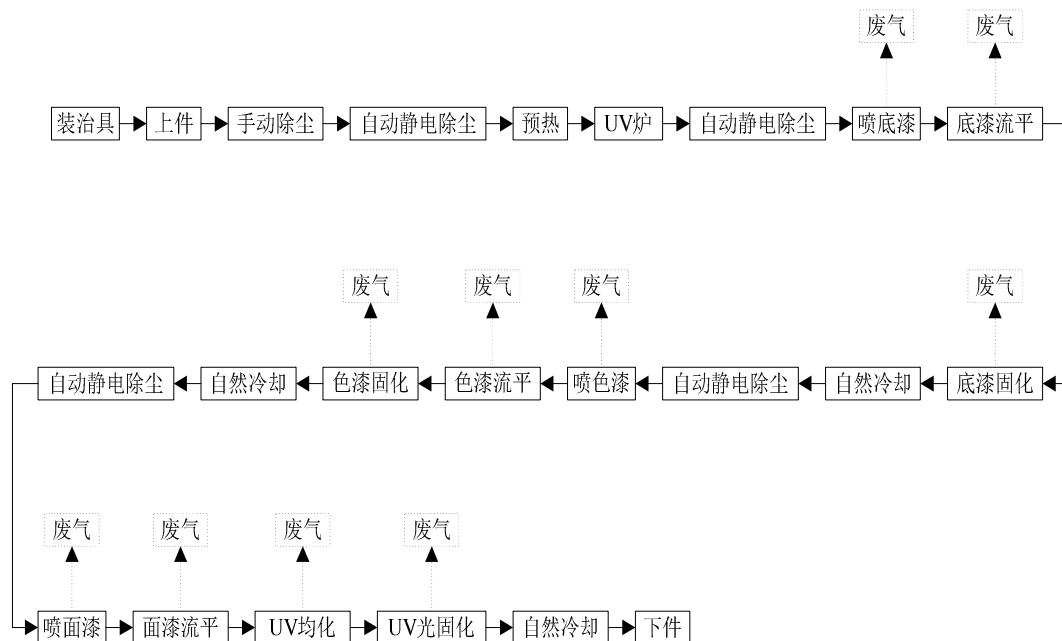 废气 废气
装治具 上件 手动除尘 自动静电除尘 预热 UV炉 自动静电除尘 喷底漆 底漆流平
废气 废气 废气 废气
自动静电除尘 自然冷却 色漆固化 色漆流平 喷色漆 自动静电除尘 自然冷却 底漆固化
废气 废气 废气 废气
喷面漆 面漆流平 UV均化 UV光固化 自然冷却 下件